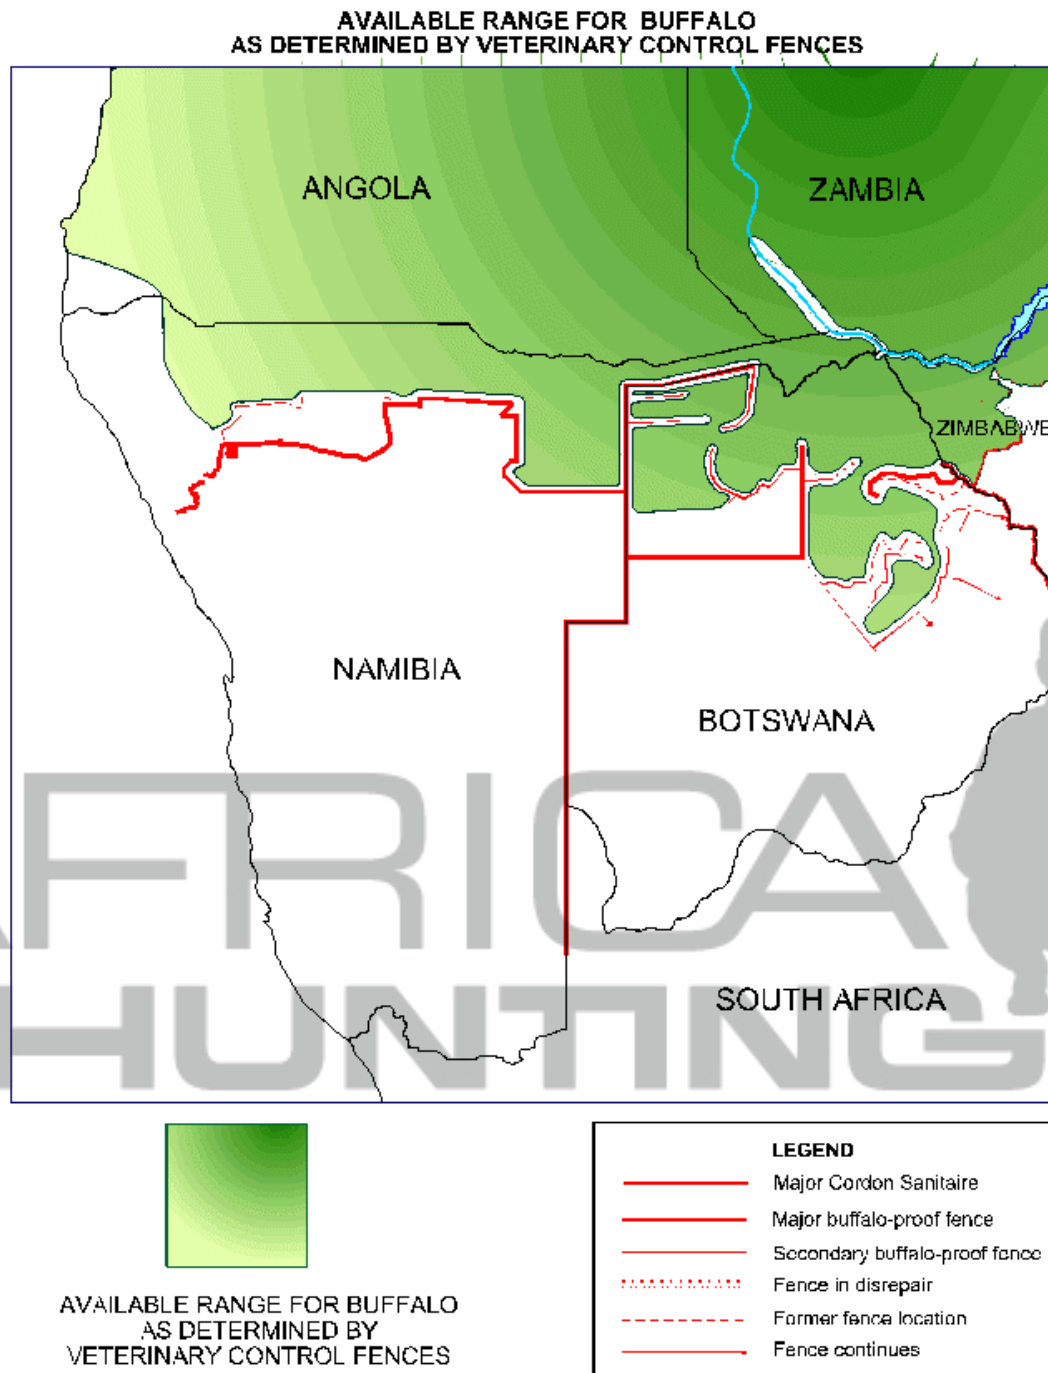 AVAILABLE RANGE FOR BUFFALO
AS DETERMINED BY VETERINARY CONTROL FENCES
ANGOLA
ZAMBIA
ZIMBABWE
NAMIBIA
BOTSWANA
AFRICA
SOUTH AFRICA
HUNTING
AVAILABLE RANGE FOR BUFFALO
AS DETERMINED BY
VETERINARY CONTROL FENCES
LEGEND
Major Cordon Sanitaire
Major buffalo-proof fence
Secondary buffalo-proof fence
Fence in disrepair
Former fence location
Fence continues